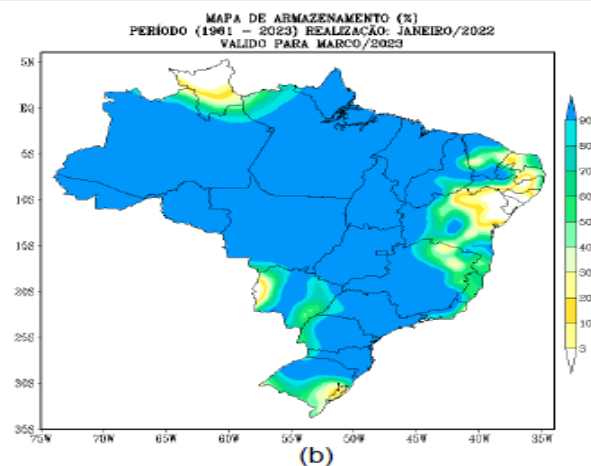 MAPA DE ARMAZENAMENTO (%)
PERÍODO (1961 – 2023) REALIZAÇÃO: JANEIRO/2022
VALIDO PARA MARCO/2023
5N
EQ
5S
10S
15S
20S
25S
30S
35S
75W 70W 65W 60W 55W 50W 45W 40W 35W
90
80
70
60
50
40
30
20
10
3
(b)